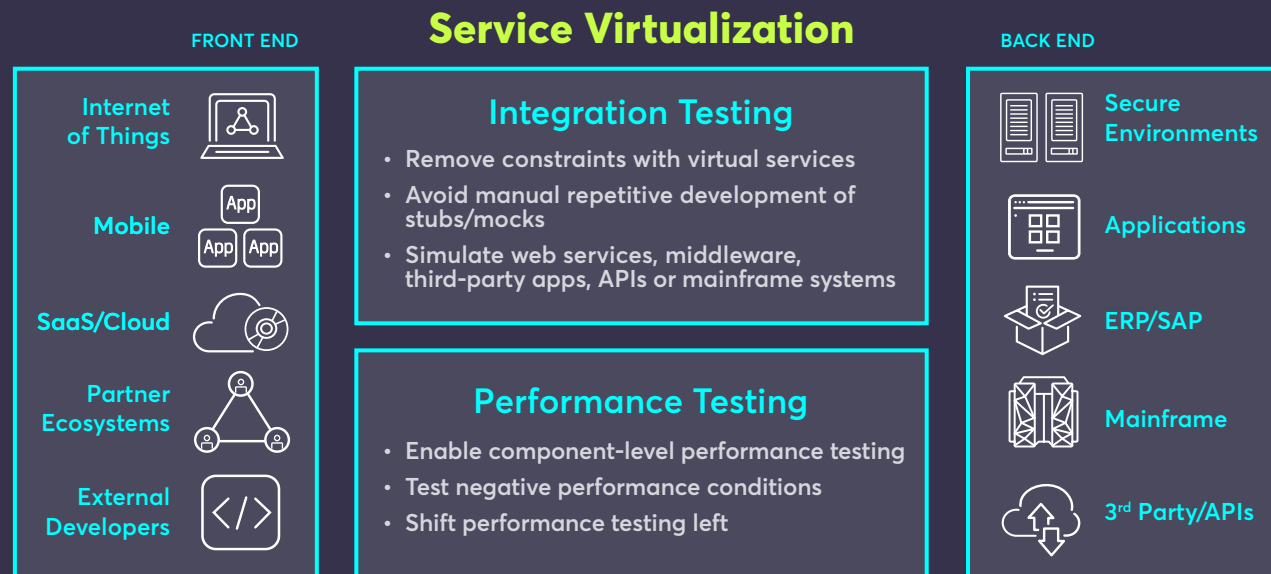 Service Virtualization
FRONT END
Internet
of Things
Mobile
App
App App
SaaS/Cloud
Partner
Ecosystems
External
Developers
</>
Integration Testing
• Remove constraints with virtual services
• Avoid manual repetitive development of
stubs/mocks
• Simulate web services, middleware,
third-party apps, APIs or mainframe systems
Performance Testing
• Enable component-level performance testing
• Test negative performance conditions
• Shift performance testing left
BACK END
Secure
Environments
Applications
ERP/SAP
Mainframe
3rd Party/APIs